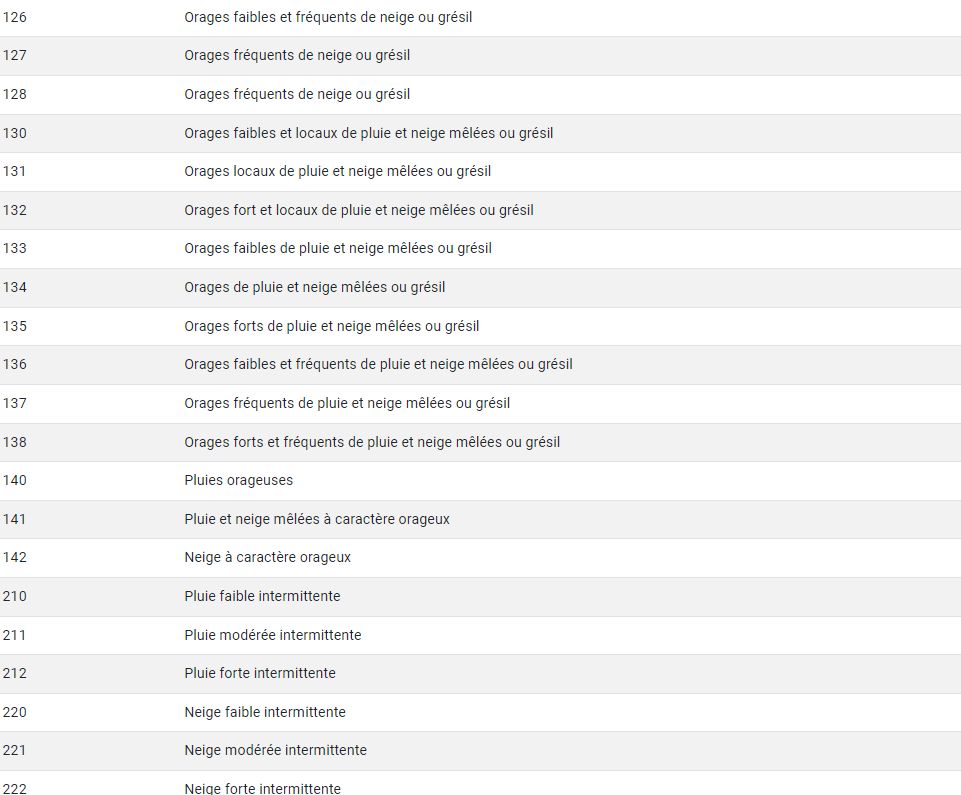 126 Orages faibles et fréquents de neige ou grésil
127 Orages fréquents de neige ou grésil
128 Orages fréquents de neige ou grésil
130 Orages faibles et locaux de pluie et neige mêlées ou grésil
131 Orages locaux de pluie et neige mêlées ou grésil
132 Orages fort et locaux de pluie et neige mêlées ou grésil
133 Orages faibles de pluie et neige mêlées ou grésil
134 Orages de pluie et neige mêlées ou grésil
135 Orages forts de pluie et neige mêlées ou grésil
136 Orages faibles et fréquents de pluie et neige mêlées ou grésil
137 Orages fréquents de pluie et neige mêlées ou grésil
138 Orages forts et fréquents de pluie et neige mêlées ou grésil
140 Pluies orageuses
141 Pluie et neige mêlées à caractère orageux
142 Neige à caractère orageux
210 Pluie faible intermittente
211 Pluie modérée intermittente
212 Pluie forte intermittente
220 Neige faible intermittente
221 Neige modérée intermittente
222 Neige forte intermittente